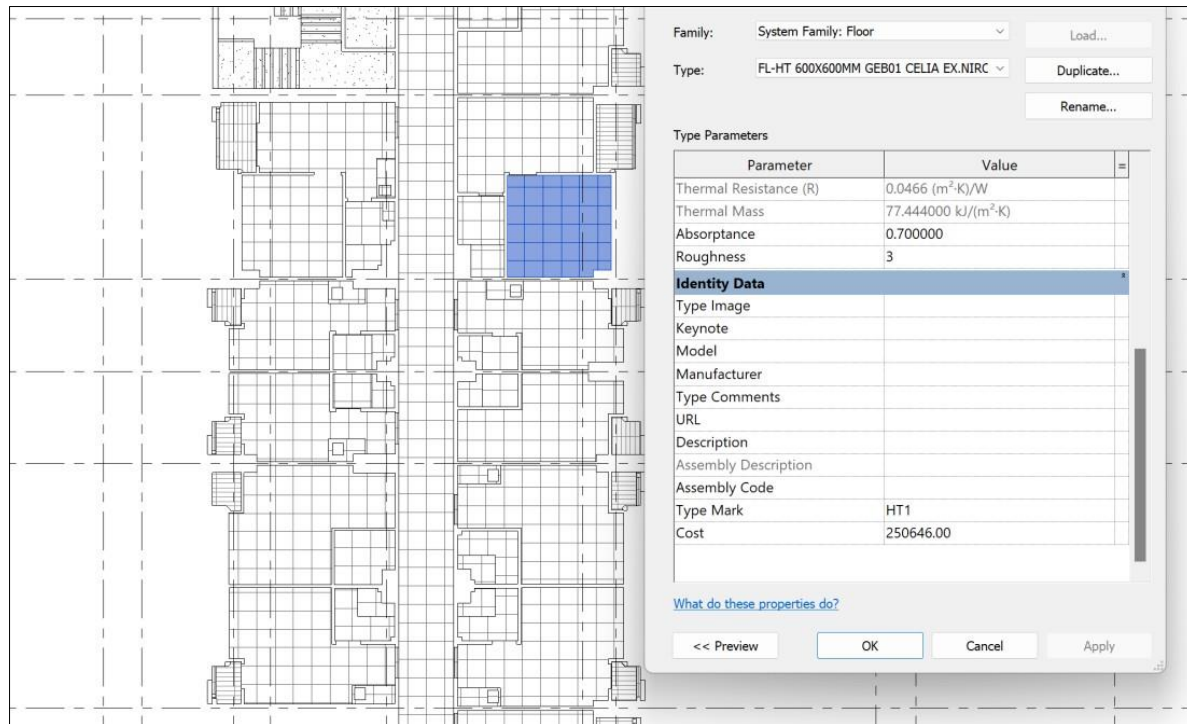 Family:
System Family: Floor
Load...
Type:
FL-HT 600X600MM GEB01 CELIA EX.NIRC
Duplicate...
Rename...
Type Parameters
Parameter Value =
Thermal Resistance (R) 0.0466 (m²·K)/W
Thermal Mass 77.444000 kJ/(m²·K)
Absorptance 0.700000
Roughness 3
Identity Data
Type Image
Keynote
Model
Manufacturer
Type Comments
URL
Description
Assembly Description
Assembly Code
Type Mark HT1
Cost 250646.00
What do these properties do?
<< Preview OK Cancel Apply